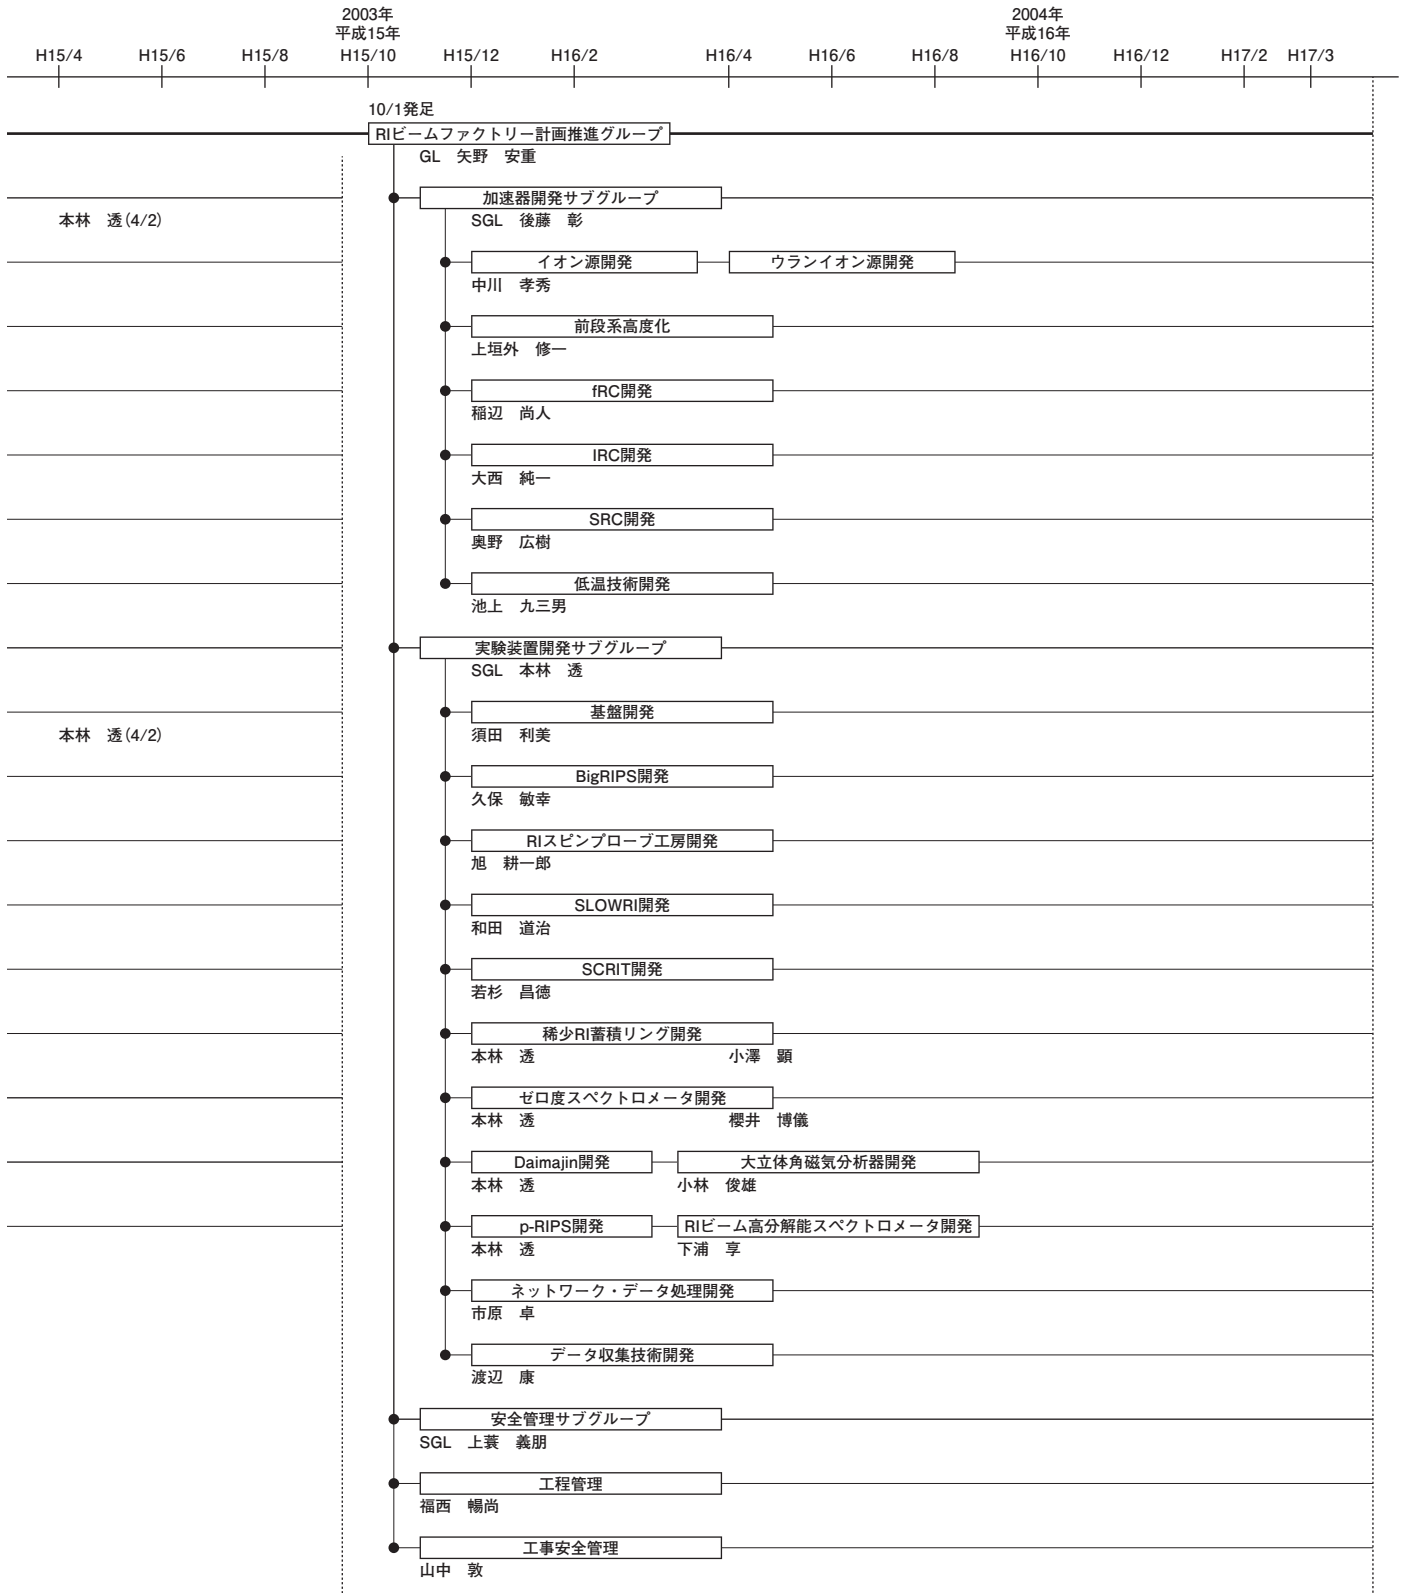 2003年
平成15年
2004年
平成16年
H15/4 H15/6 H15/8 H15/10 H15/12 H16/2 H16/4 H16/6 H16/8 H16/10 H16/12 H17/2 H17/3
10/1発足
RIビームファクトリー計画推進グループ
GL 矢野 安重
加速器開発サブグループ
本林 透(4/2)
SGL 後藤 彰
イオン源開発 ウランイオン源開発
中川 孝秀
前段系高度化
上垣外 修一
fRC開発
稲辺 尚人
IRC開発
大西 純一
SRC開発
奥野 広樹
低温技術開発
池上 九三男
実験装置開発サブグループ
SGL 本林 透
基盤開発
本林 透(4/2)
須田 利美
BigRIPS開発
久保 敏幸
RIスピンプローブ工房開発
旭 耕一郎
SLOWRI開発
和田 道治
SCRIT開発
若杉 昌徳
稀少RI蓄積リング開発
本林 透 小澤 顕
ゼロ度スペクトロメータ開発
本林 透 櫻井 博儀
Daimajin開発 大立体角磁気分析器開発
本林 透 小林 俊雄
p-RIPS開発 RIビーム高分解能スペクトロメータ開発
本林 透 下浦 享
ネットワーク・データ処理開発
市原 卓
データ収集技術開発
渡辺 康
安全管理サブグループ
SGL 上蓑 義朋
工程管理
福西 暢尚
工事安全管理
山中 敦